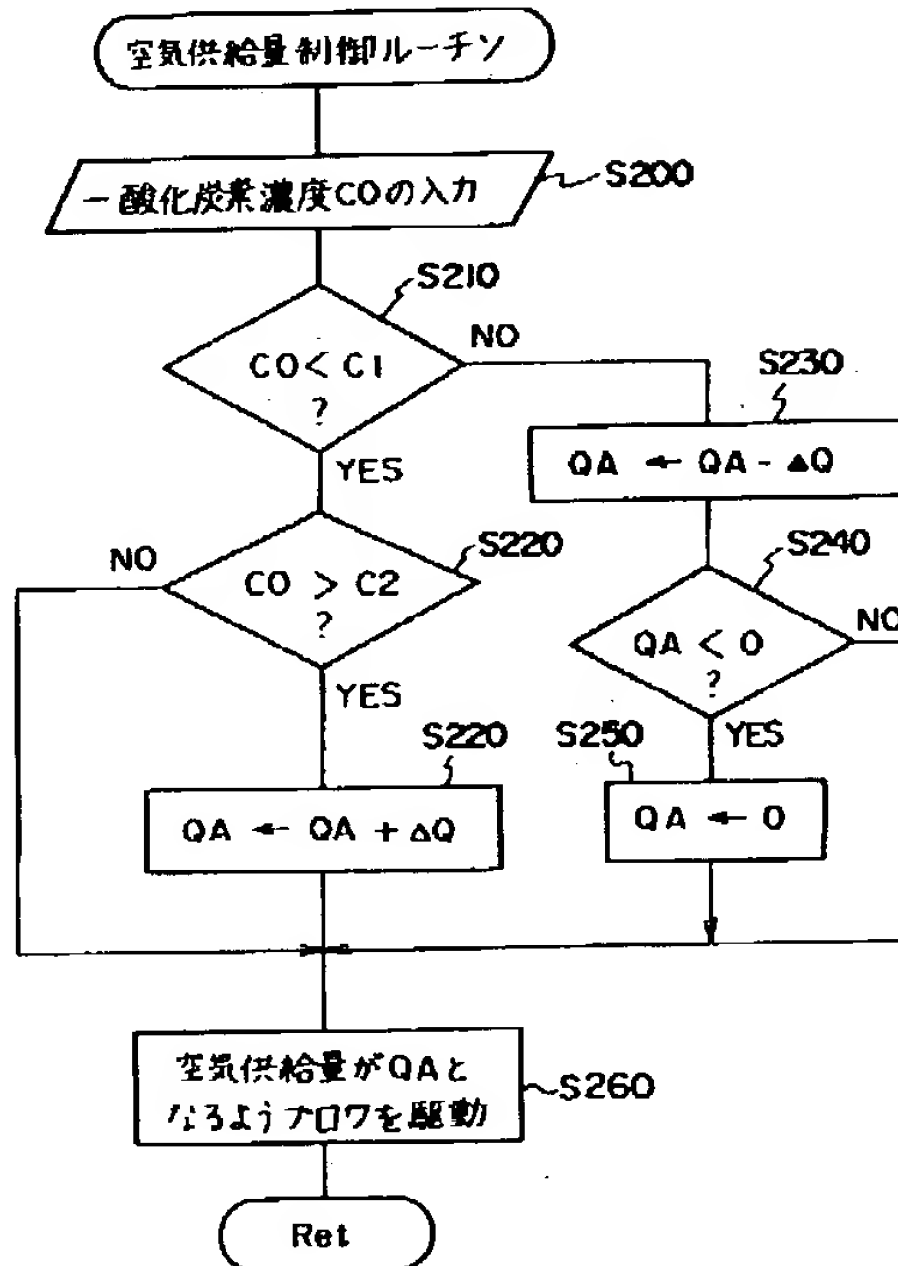 空気供給量制御ルーチン
一酸化炭素濃度COの入力
S200
S210
CO < C1
?
NO
YES
S230
QA ← QA - ΔQ
S220
NO
CO > C2
?
YES
S240
QA < 0
?
NO
YES
S220
QA ← QA + ΔQ
S250
QA ← 0
空気供給量がQAと
なるようブロワを駆動
S260
Ret